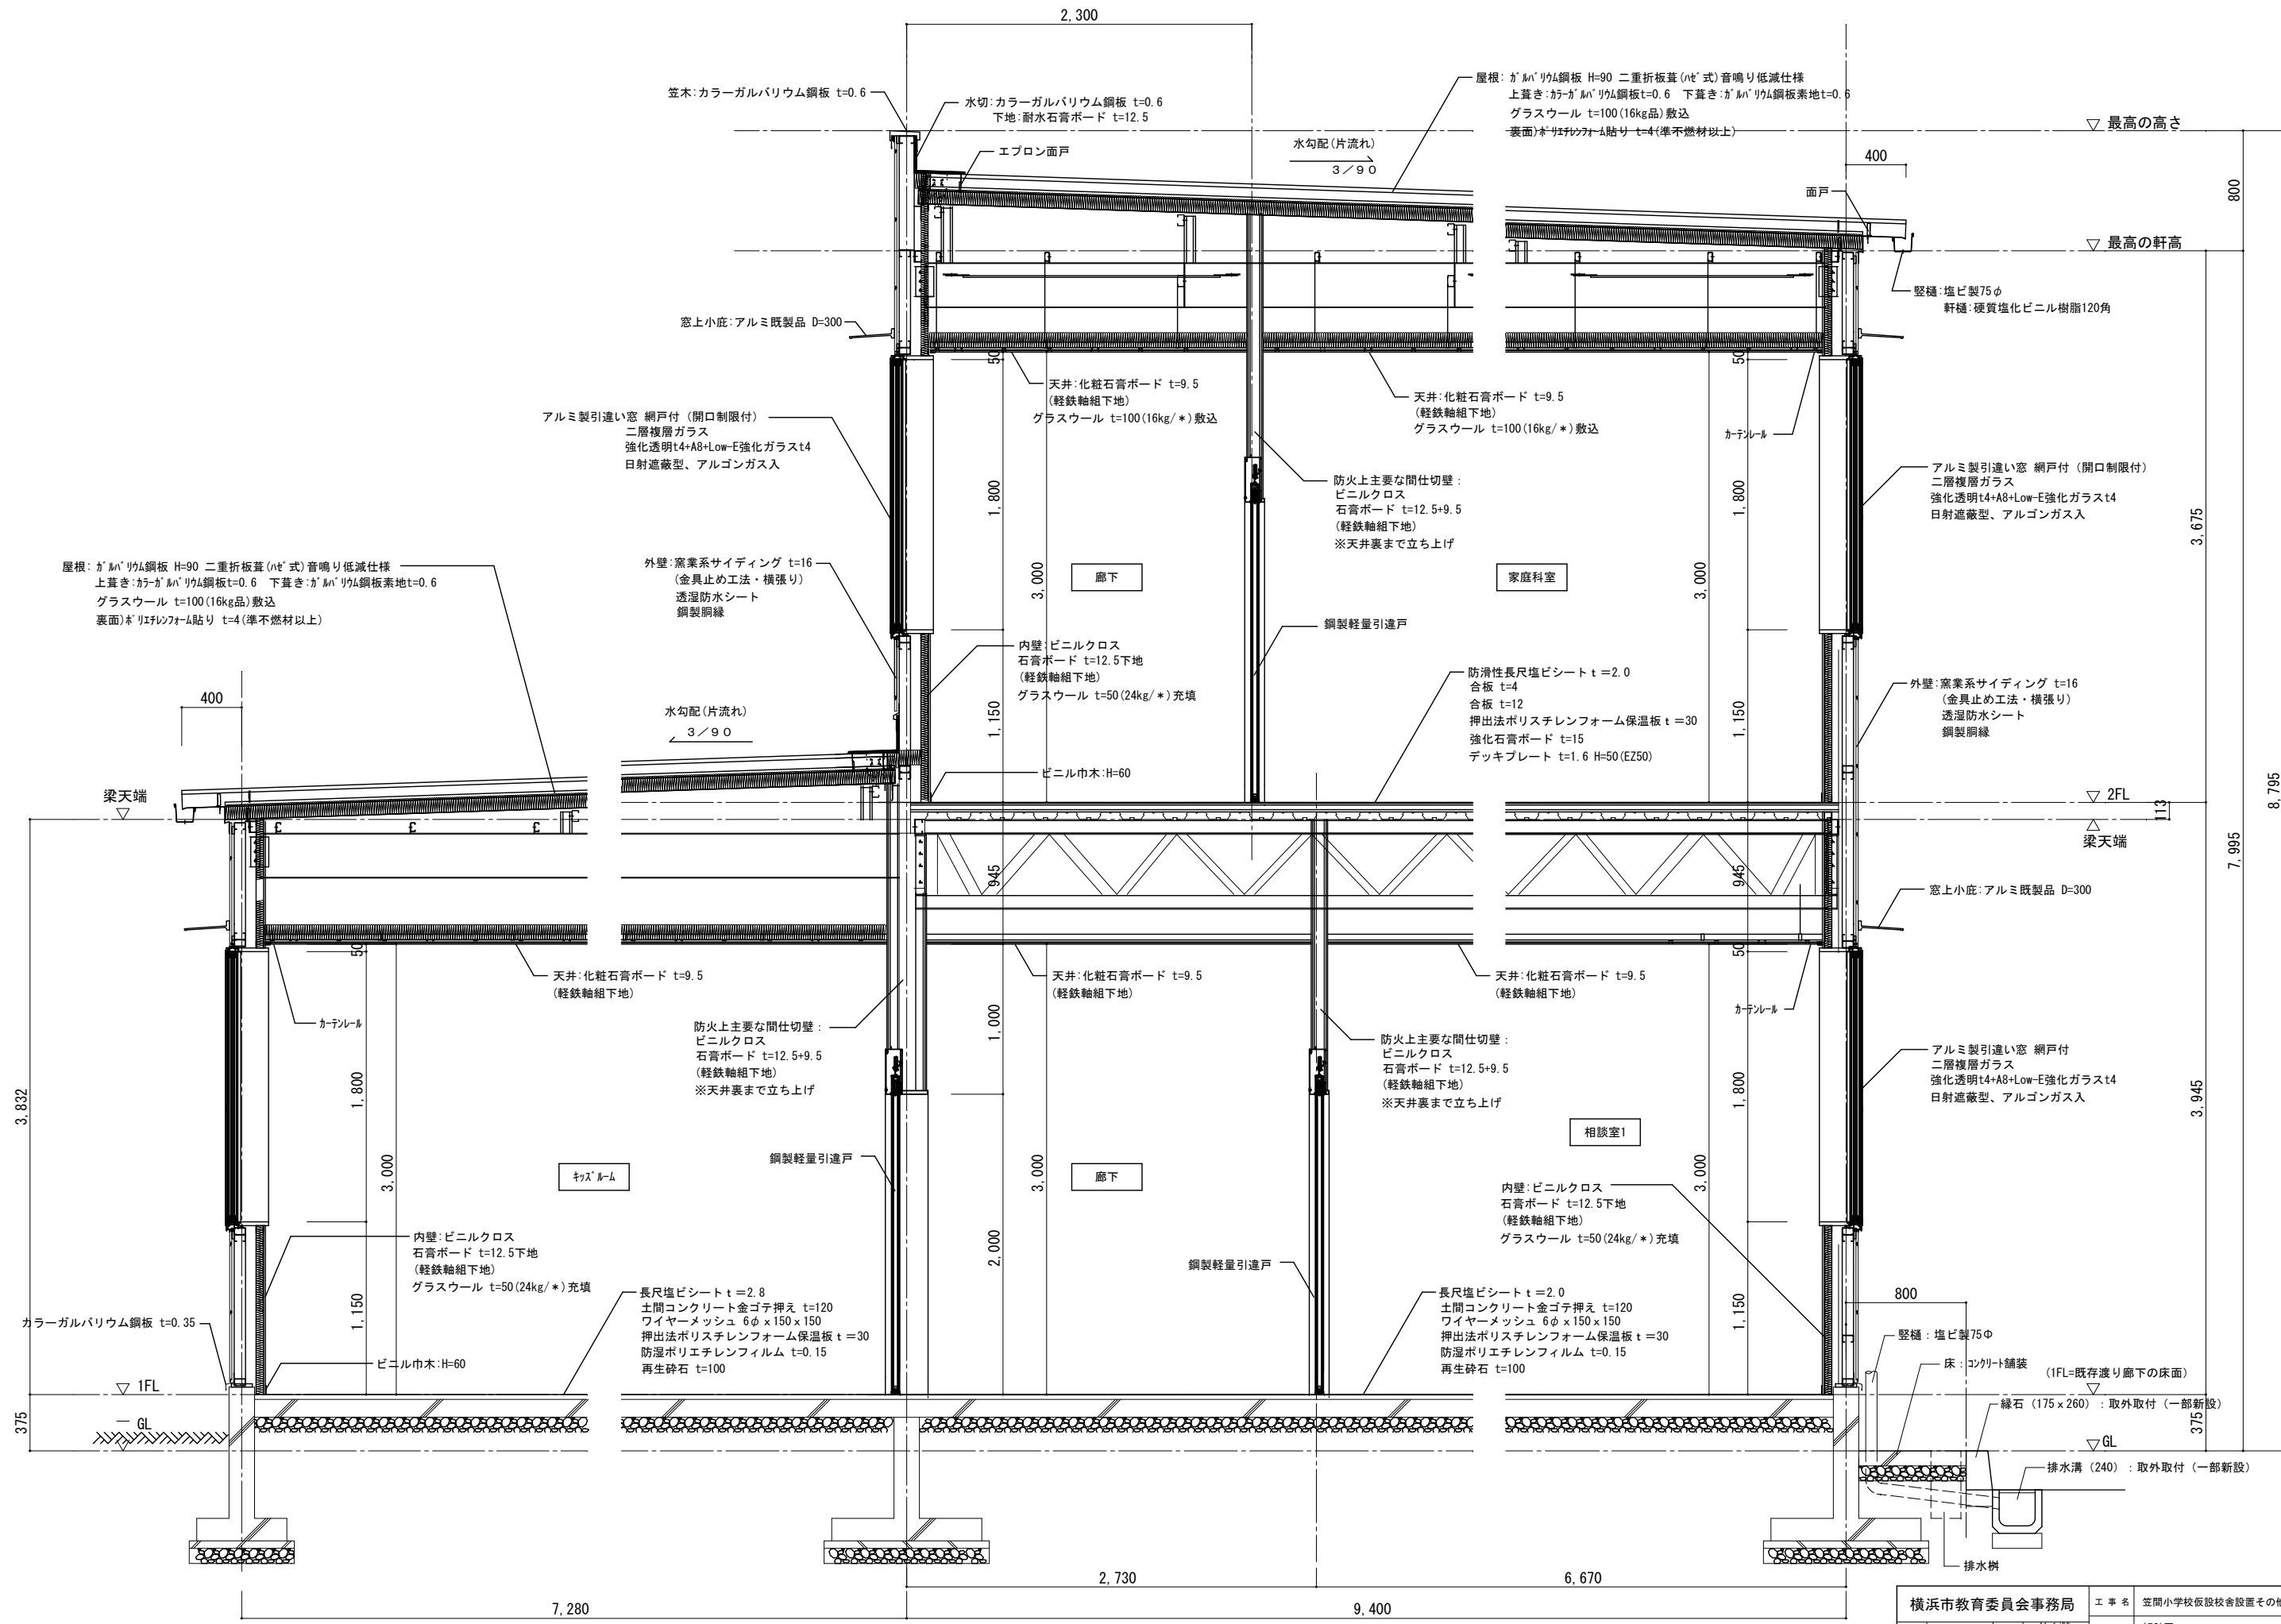 2,300
笠木:カラーガルバリウム鋼板 t=0.6
水切:カラーガルバリウム鋼板 t=0.6
下地:耐水石膏ボード t=12.5
エプロン面戸
水勾配(片流れ)
3/90
屋根: ガルバリウム鋼板 H=90 二重折板葺(ハゼ式)音鳴り低減仕様
上葺き:カラーガルバリウム鋼板t=0.6 下葺き:ガルバリウム鋼板素地t=0.6
グラスウール t=100(16kg品)敷込
裏面)ポリエチレンフォーム貼り t=4(準不燃材以上)
▽ 最高の高さ
400
800
面戸
▽ 最高の軒高
竪樋:塩ビ製75φ
軒樋:硬質塩化ビニル樹脂120角
窓上小庇:アルミ既製品 D=300
50
50
天井:化粧石膏ボード t=9.5
(軽鉄軸組下地)
グラスウール t=100(16kg/*)敷込
天井:化粧石膏ボード t=9.5
(軽鉄軸組下地)
グラスウール t=100(16kg/*)敷込
カーテンレール
アルミ製引違い窓 網戸付 (開口制限付)
二層複層ガラス
強化透明t4+A8+Low-E強化ガラスt4
日射遮蔽型、アルゴンガス入
防火上主要な間仕切壁:
ビニルクロス
石膏ボード t=12.5+9.5
(軽鉄軸組下地)
※天井裏まで立ち上げ
アルミ製引違い窓 網戸付 (開口制限付)
二層複層ガラス
強化透明t4+A8+Low-E強化ガラスt4
日射遮蔽型、アルゴンガス入
1,800
1,800
3,675
屋根: ガルバリウム鋼板 H=90 二重折板葺(ハゼ式)音鳴り低減仕様
上葺き:カラーガルバリウム鋼板t=0.6 下葺き:ガルバリウム鋼板素地t=0.6
グラスウール t=100(16kg品)敷込
裏面)ポリエチレンフォーム貼り t=4(準不燃材以上)
外壁:窯業系サイディング t=16
(金具止め工法・横張り)
透湿防水シート
鋼製胴縁
3,000
廊下
家庭科室
3,000
鋼製軽量引違戸
内壁:ビニルクロス
石膏ボード t=12.5下地
(軽鉄軸組下地)
グラスウール t=50(24kg/*)充填
防滑性長尺塩ビシート t=2.0
合板 t=4
合板 t=12
押出法ポリスチレンフォーム保温板 t=30
強化石膏ボード t=15
デッキプレート t=1.6 H=50(EZ50)
外壁:窯業系サイディング t=16
(金具止め工法・横張り)
透湿防水シート
鋼製胴縁
400
水勾配(片流れ)
3/90
1,150
1,150
ビニル巾木:H=60
梁天端
▽
▽ 2FL
113
△
梁天端
8,795
7,995
945
945
窓上小庇:アルミ既製品 D=300
50
50
天井:化粧石膏ボード t=9.5
(軽鉄軸組下地)
天井:化粧石膏ボード t=9.5
(軽鉄軸組下地)
天井:化粧石膏ボード t=9.5
(軽鉄軸組下地)
カーテンレール
カーテンレール
防火上主要な間仕切壁:
ビニルクロス
石膏ボード t=12.5+9.5
(軽鉄軸組下地)
※天井裏まで立ち上げ
1,000
防火上主要な間仕切壁:
ビニルクロス
石膏ボード t=12.5+9.5
(軽鉄軸組下地)
※天井裏まで立ち上げ
アルミ製引違い窓 網戸付
二層複層ガラス
強化透明t4+A8+Low-E強化ガラスt4
日射遮蔽型、アルゴンガス入
3,832
1,800
1,800
3,945
相談室1
3,000
キッズルーム
鋼製軽量引違戸
3,000
廊下
3,000
内壁:ビニルクロス
石膏ボード t=12.5下地
(軽鉄軸組下地)
グラスウール t=50(24kg/*)充填
内壁:ビニルクロス
石膏ボード t=12.5下地
(軽鉄軸組下地)
グラスウール t=50(24kg/*)充填
2,000
鋼製軽量引違戸
1,150
1,150
長尺塩ビシート t=2.8
土間コンクリート金ゴテ押え t=120
ワイヤーメッシュ 6φx150x150
押出法ポリスチレンフォーム保温板 t=30
防湿ポリエチレンフィルム t=0.15
再生砕石 t=100
長尺塩ビシート t=2.0
土間コンクリート金ゴテ押え t=120
ワイヤーメッシュ 6φx150x150
押出法ポリスチレンフォーム保温板 t=30
防湿ポリエチレンフィルム t=0.15
再生砕石 t=100
800
カラーガルバリウム鋼板 t=0.35
ビニル巾木:H=60
竪樋:塩ビ製75Φ
床:コンクリート舗装
(1FL=既存渡り廊下の床面)
▽ 1FL
縁石 (175x260) :取外取付 (一部新設)
375
GL
375
▽GL
排水溝 (240) :取外取付 (一部新設)
排水桝
2,730
6,670
7,280
9,400
横浜市教育委員会事務局
工事名
笠間小学校仮設校舎設置その他